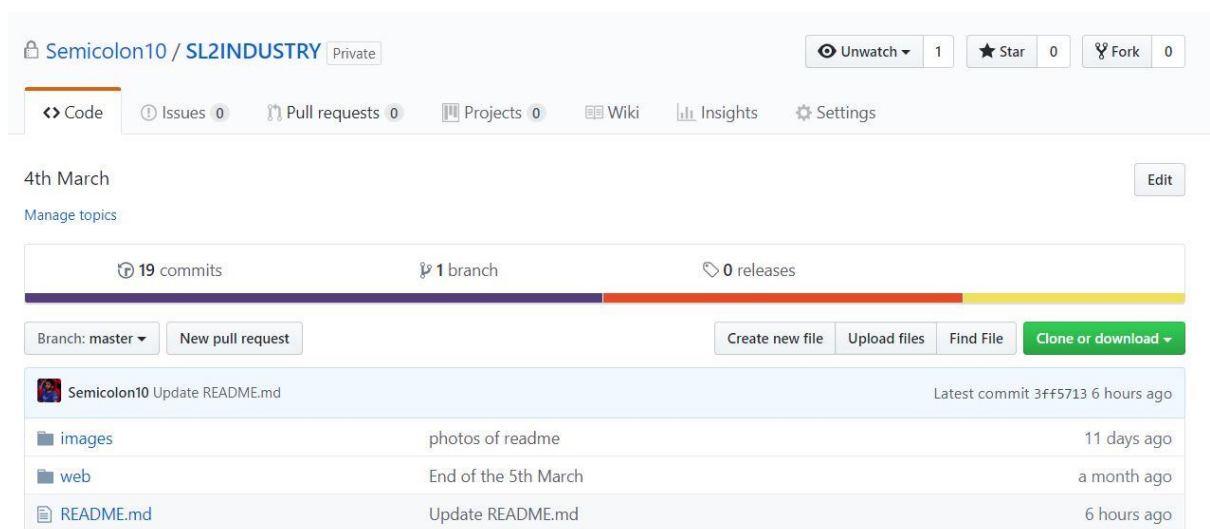 Semicolon10 / SL2INDUSTRY Private Unwatch 1 Star 0 Fork 0
Code Issues 0 Pull requests 0 Projects 0 Wiki Insights Settings
4th March Edit
Manage topics
19 commits 1 branch 0 releases
Branch: master New pull request Create new file Upload files Find File Clone or download
Semicolon10 Update README.md Latest commit 3ff5713 6 hours ago
images photos of readme 11 days ago
web End of the 5th March a month ago
README.md Update README.md 6 hours ago